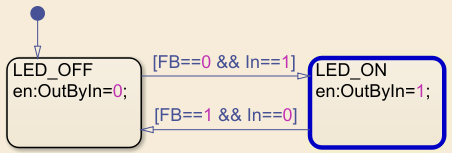 [FB==0 && In==1]
LED_OFF
en:OutByIn=0;
LED_ON
en:OutByIn=1;
[FB==1 && In==0]